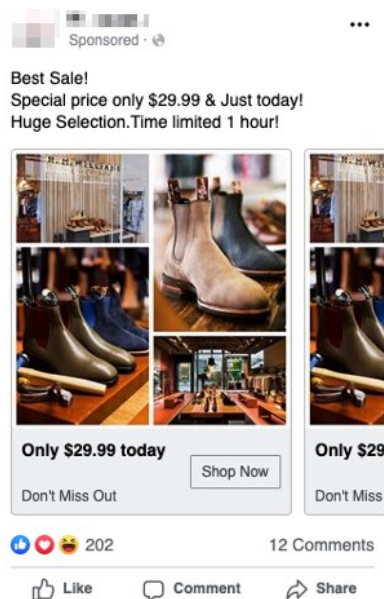 Sponsored ·
Best Sale!
Special price only $29.99 & Just today!
Huge Selection.Time limited 1 hour!
R. M. WILLIAMS
Only $29.99 today
Shop Now
Don't Miss Out
Only $29
Don't Miss
202
12 Comments
Like
Comment
Share